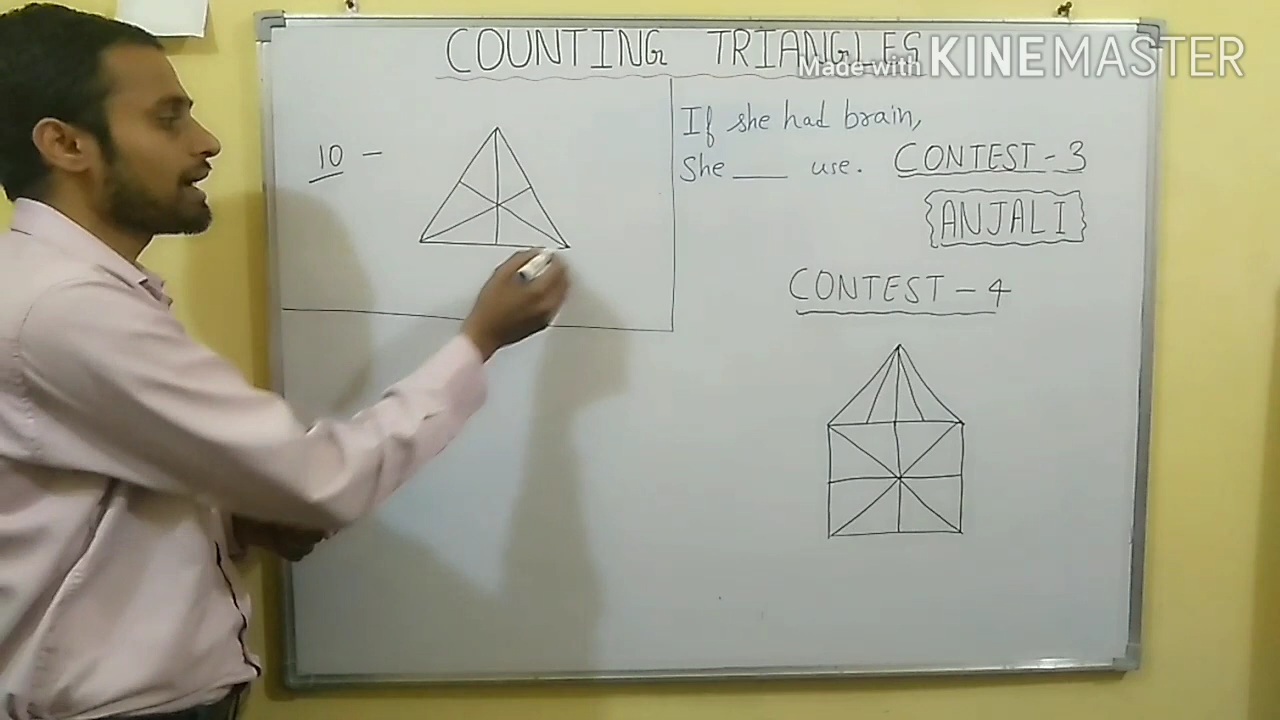 COUNTING TRIANGLES
Made with KINEMASTER
10 -
If she had brain,
She ____ use. CONTEST - 3
ANJALI
CONTEST - 4